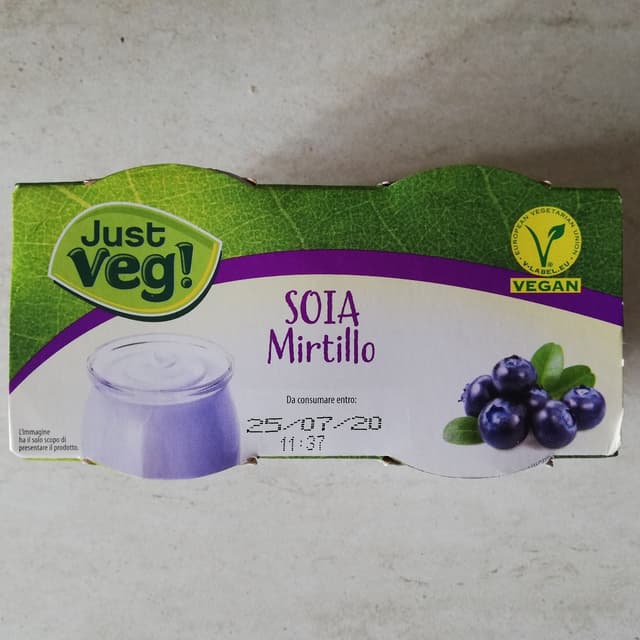 Just
Veg!
EUROPEAN VEGETARIAN UNION
V-LABEL.EU
VEGAN
SOIA
Mirtillo
Da consumare entro:
25/07/20
11:37
L'immagine
ha il solo scopo di
presentare il prodotto.